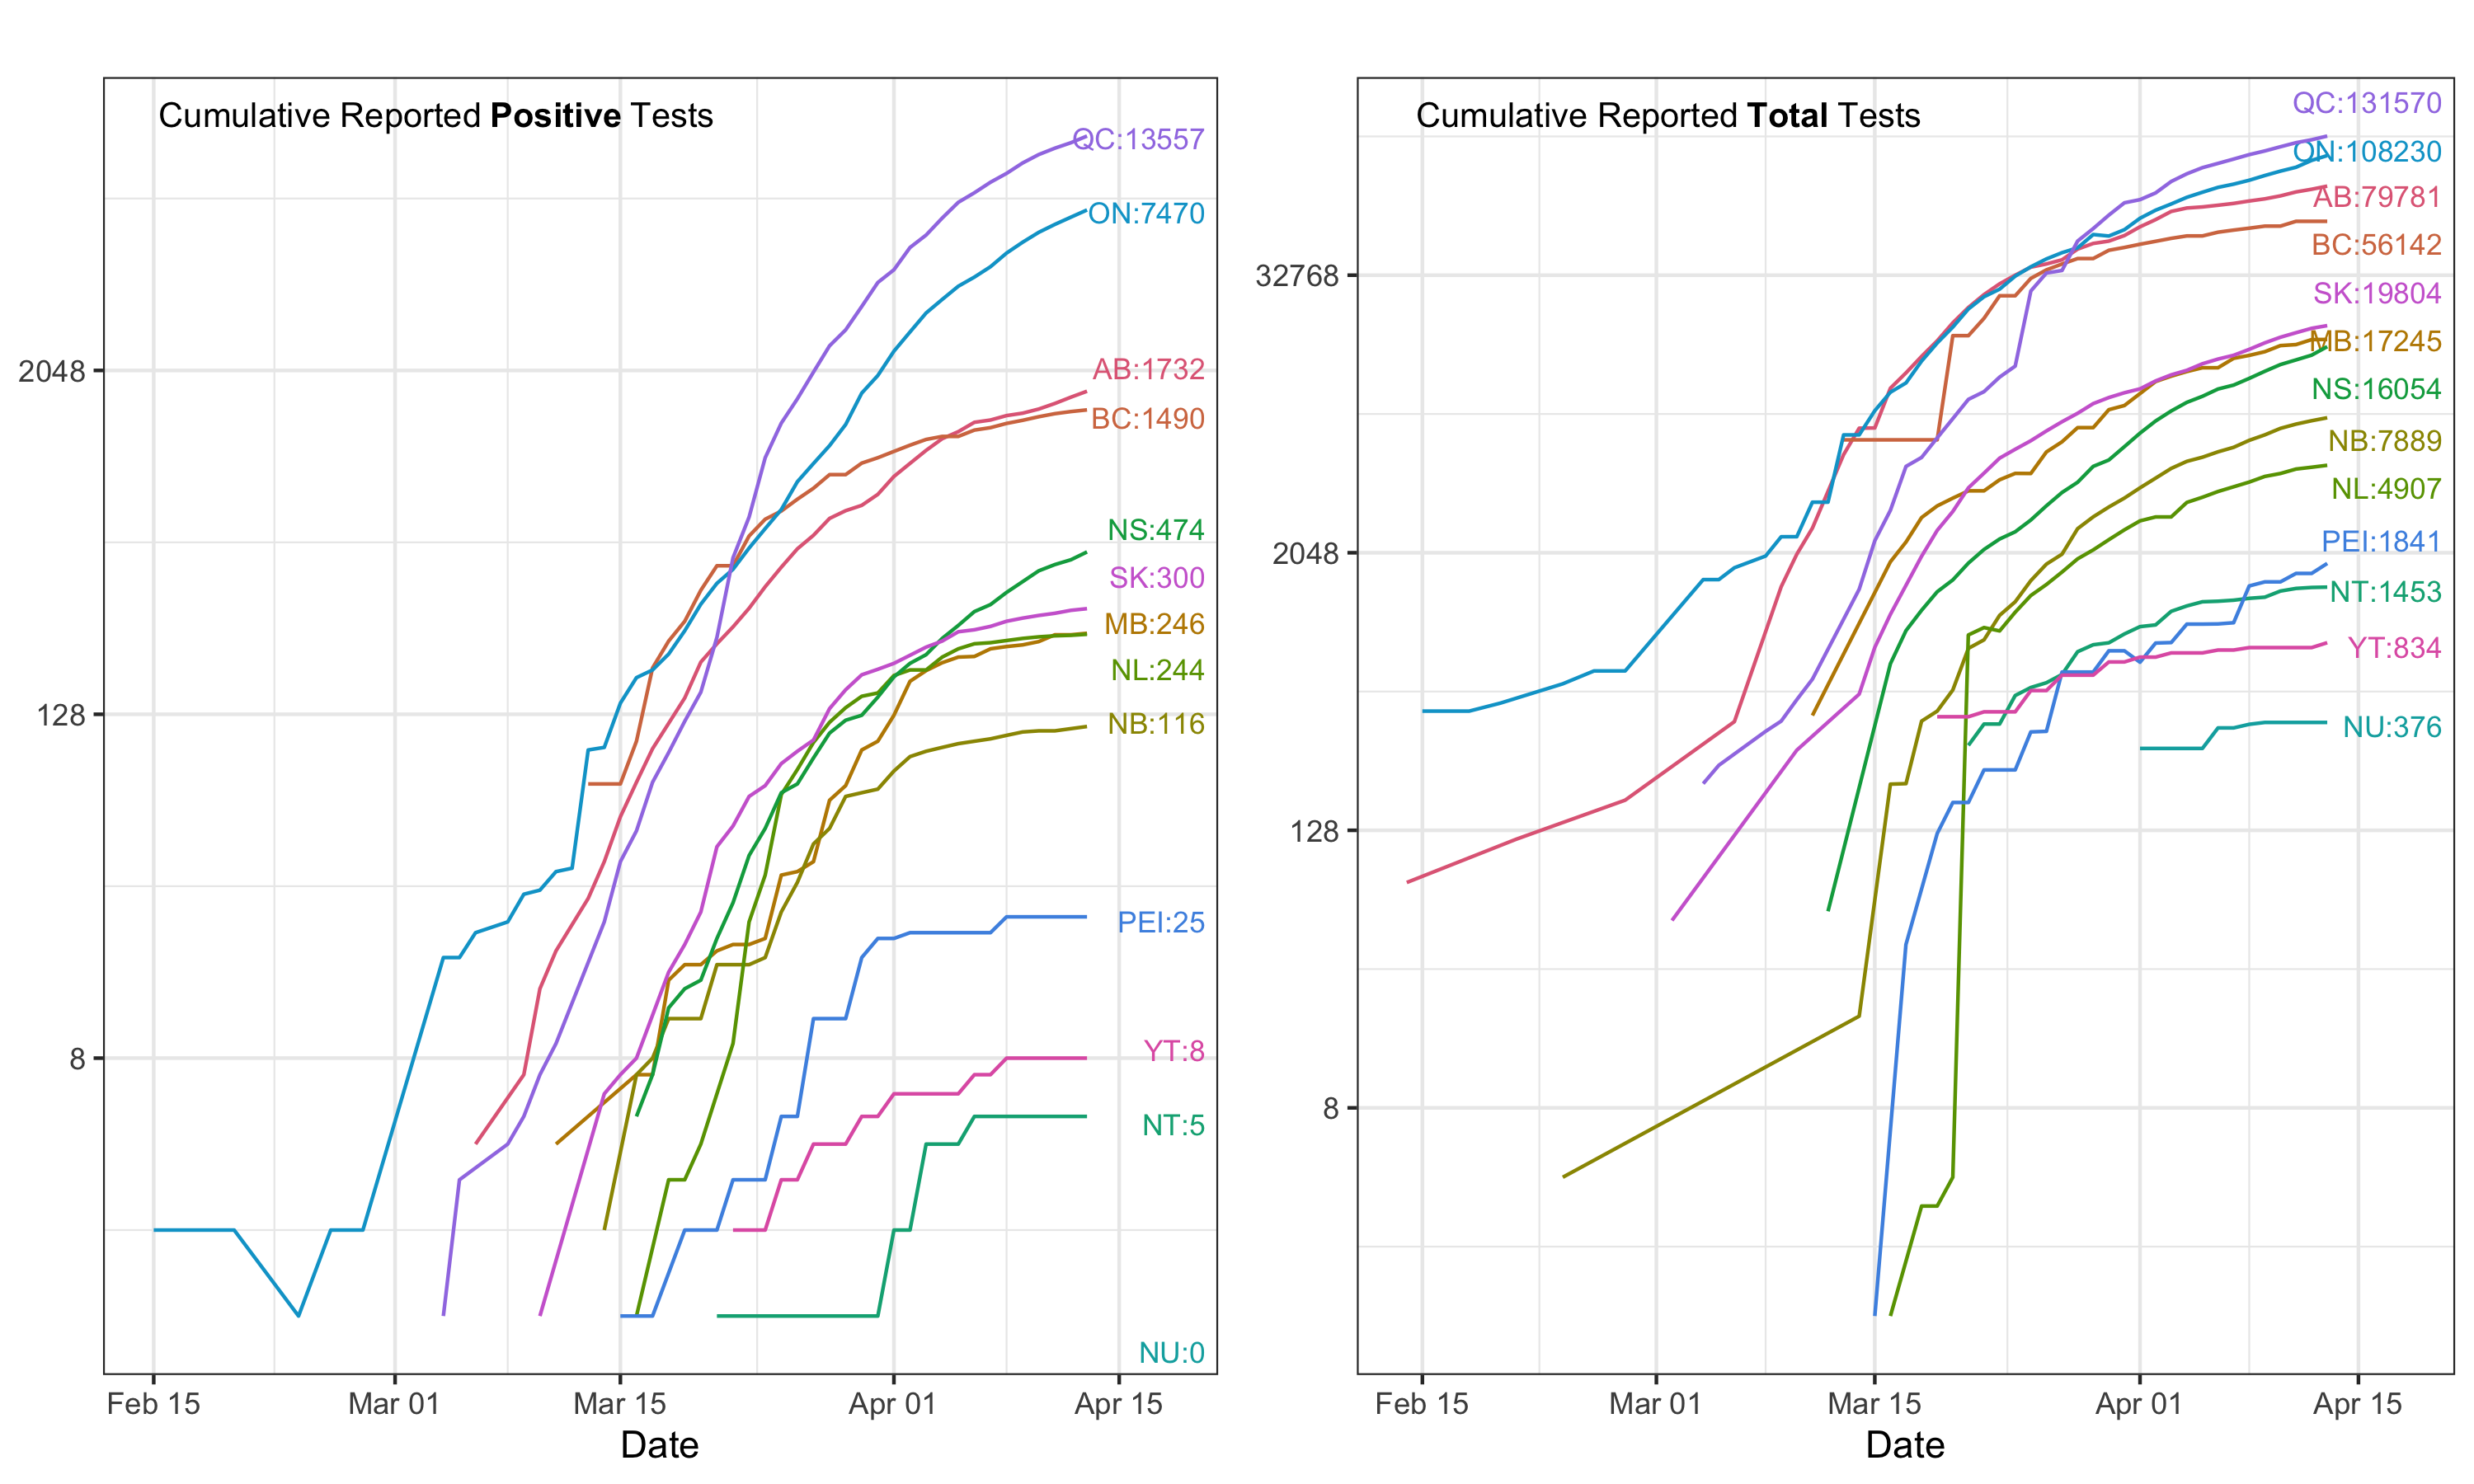 Cumulative Reported Positive Tests
QC:13557
ON:7470
2048
AB:1732
BC:1490
NS:474
SK:300
MB:246
NL:244
128
NB:116
PEI:25
8
YT:8
NT:5
NU:0
Feb 15
Mar 01
Mar 15
Apr 01
Apr 15
Date
Cumulative Reported Total Tests
QC:131570
ON:108230
AB:79781
BC:56142
32768
SK:19804
MB:17245
NS:16054
NB:7889
NL:4907
2048
PEI:1841
NT:1453
YT:834
NU:376
128
8
Feb 15
Mar 01
Mar 15
Apr 01
Apr 15
Date